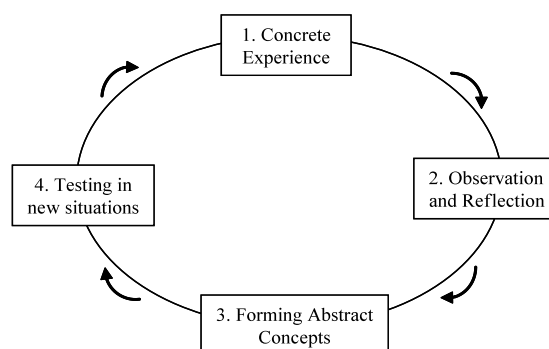 1. Concrete
Experience
2. Observation
and Reflection
3. Forming Abstract
Concepts
4. Testing in
new situations